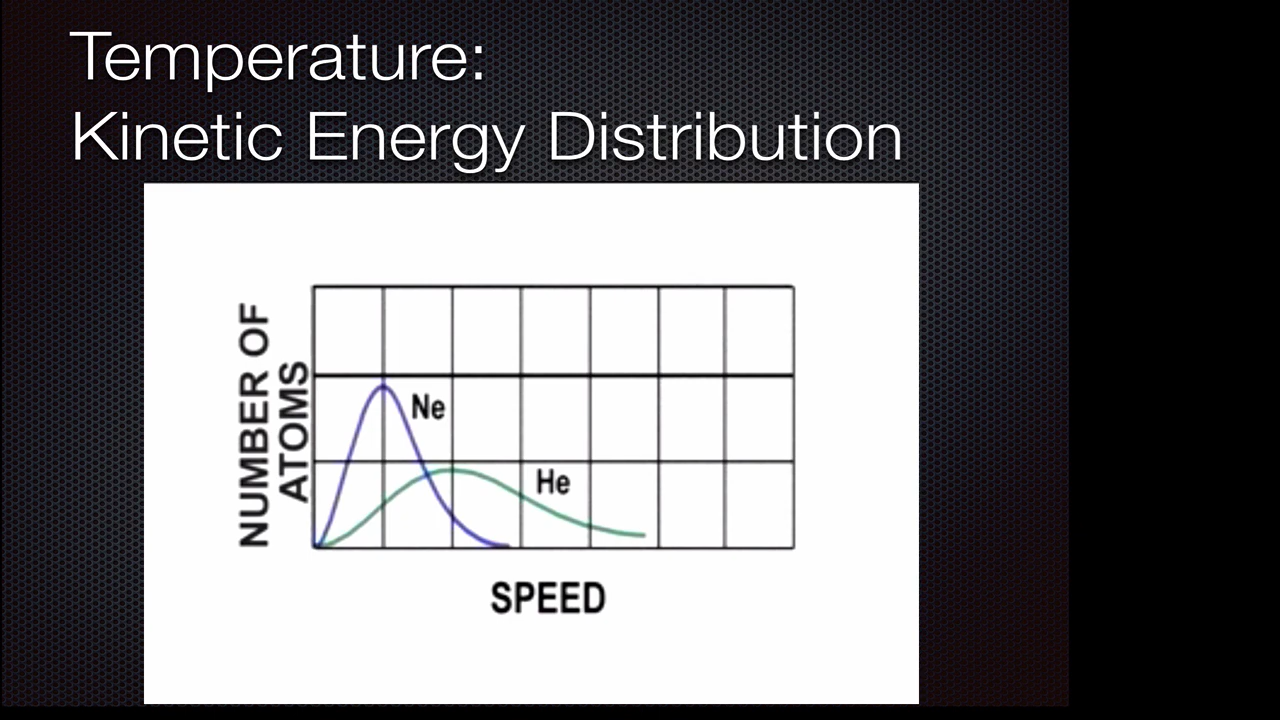 Temperature:
Kinetic Energy Distribution
NUMBER OF
ATOMS
Ne
He
SPEED